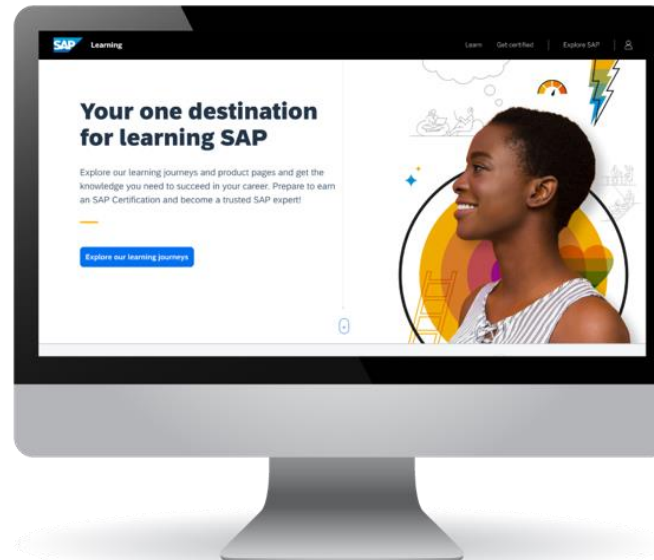 SAP Learning
Learn Get certified Explore SAP
Your one destination
for learning SAP
Explore our learning journeys and product pages and get the
knowledge you need to succeed in your career. Prepare to earn
an SAP Certification and become a trusted SAP expert!
Explore our learning journeys